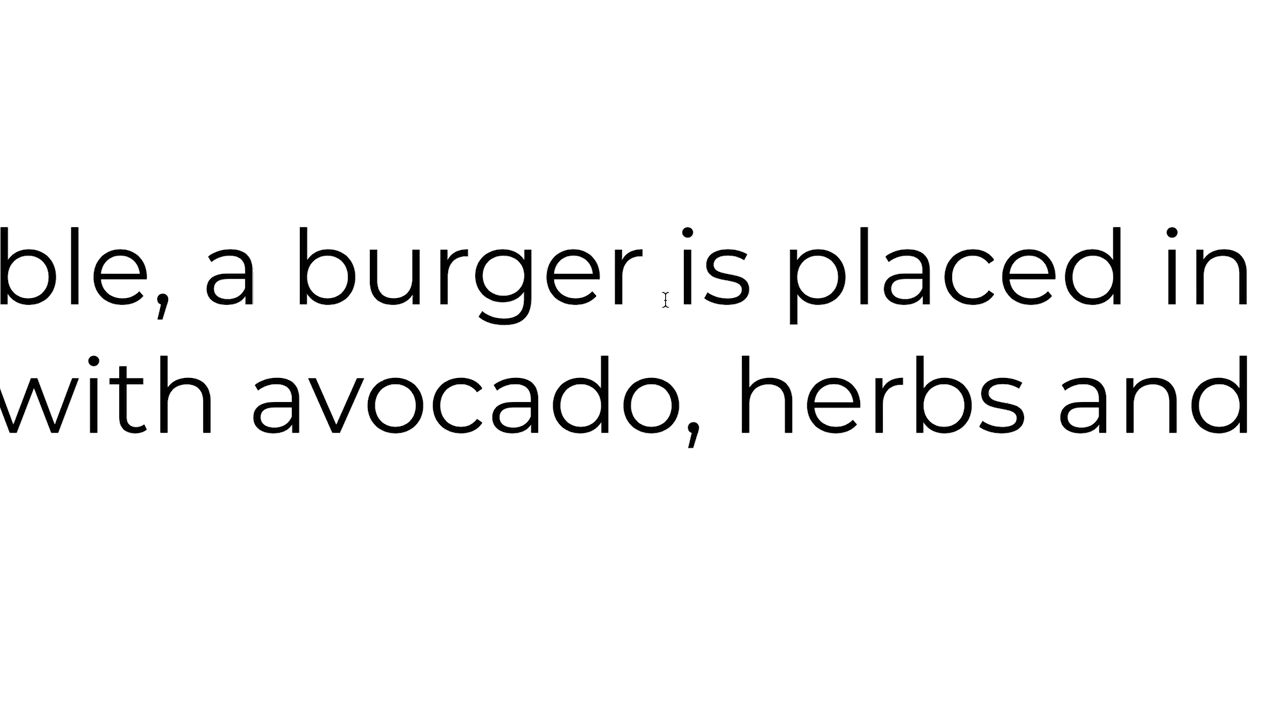 ble, a burger is placed in
with avocado, herbs and